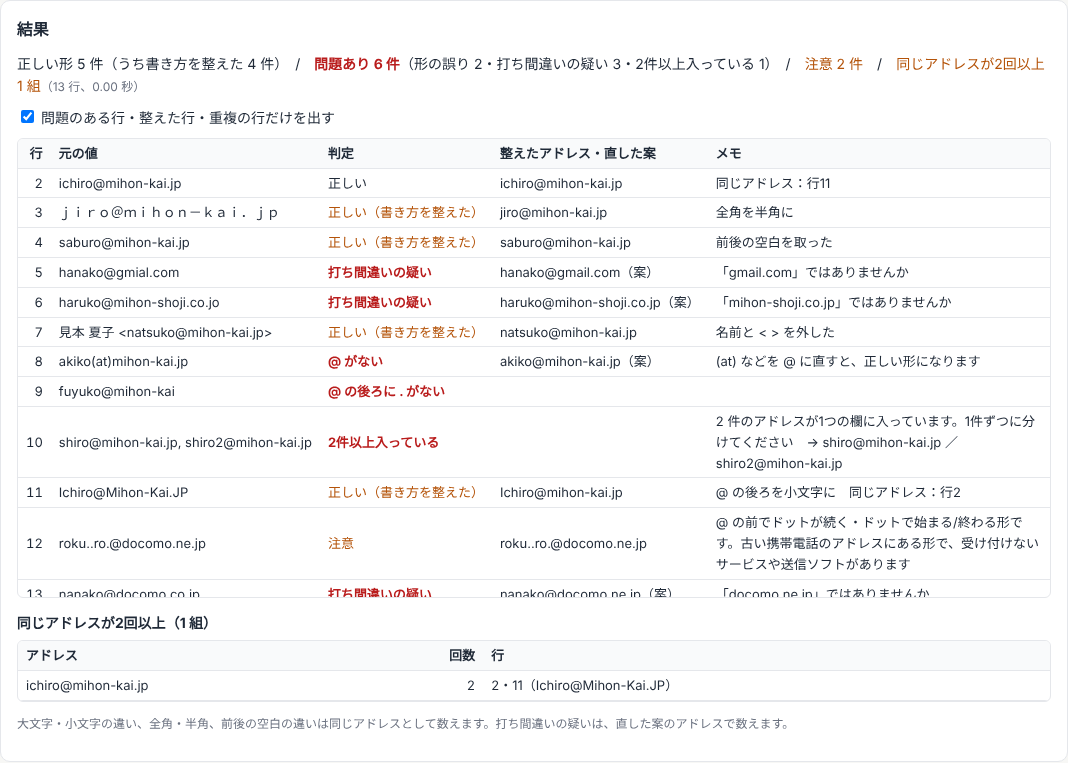 結果
正しい形 5 件（うち書き方を整えた 4 件） / 問題あり 6 件（形の誤り 2・打ち間違いの疑い 3・2件以上入っている 1） / 注意 2 件 / 同じアドレスが2回以上
1 組（13 行、0.00 秒）
問題のある行・整えた行・重複の行だけを出す
行 元の値 判定 整えたアドレス・直した案 メモ
2 ichiro@mihon-kai.jp 正しい ichiro@mihon-kai.jp 同じアドレス：行11
3 ｊｉｒｏ＠ｍｉｈｏｎ－ｋａｉ．ｊｐ 正しい（書き方を整えた） jiro@mihon-kai.jp 全角を半角に
4 saburo@mihon-kai.jp 正しい（書き方を整えた） saburo@mihon-kai.jp 前後の空白を取った
5 hanako@gmial.com 打ち間違いの疑い hanako@gmail.com（案） 「gmail.com」ではありませんか
6 haruko@mihon-shoji.co.jo 打ち間違いの疑い haruko@mihon-shoji.co.jp（案） 「mihon-shoji.co.jp」ではありませんか
7 見本 夏子 <natsuko@mihon-kai.jp> 正しい（書き方を整えた） natsuko@mihon-kai.jp 名前と < > を外した
8 akiko(at)mihon-kai.jp @ がない akiko@mihon-kai.jp（案） (at) などを @ に直すと、正しい形になります
9 fuyuko@mihon-kai @ の後ろに . がない
10 shiro@mihon-kai.jp, shiro2@mihon-kai.jp 2件以上入っている 2 件のアドレスが1つの欄に入っています。1件ずつに分
けてください　→ shiro@mihon-kai.jp ／
shiro2@mihon-kai.jp
11 Ichiro@Mihon-Kai.JP 正しい（書き方を整えた） Ichiro@mihon-kai.jp @ の後ろを小文字に　同じアドレス：行2
12 roku..ro.@docomo.ne.jp 注意 roku..ro.@docomo.ne.jp @ の前でドットが続く・ドットで始まる/終わる形で
す。古い携帯電話のアドレスにある形で、受け付けない
サービスや送信ソフトがあります
13 nanako@docomo.co.jp 打ち間違いの疑い nanako@docomo.ne.jp（案） 「docomo.ne.jp」ではありませんか
同じアドレスが2回以上（1 組）
アドレス 回数 行
ichiro@mihon-kai.jp 2 2・11（Ichiro@Mihon-Kai.JP）
大文字・小文字の違い、全角・半角、前後の空白の違いは同じアドレスとして数えます。打ち間違いの疑いは、直した案のアドレスで数えます。